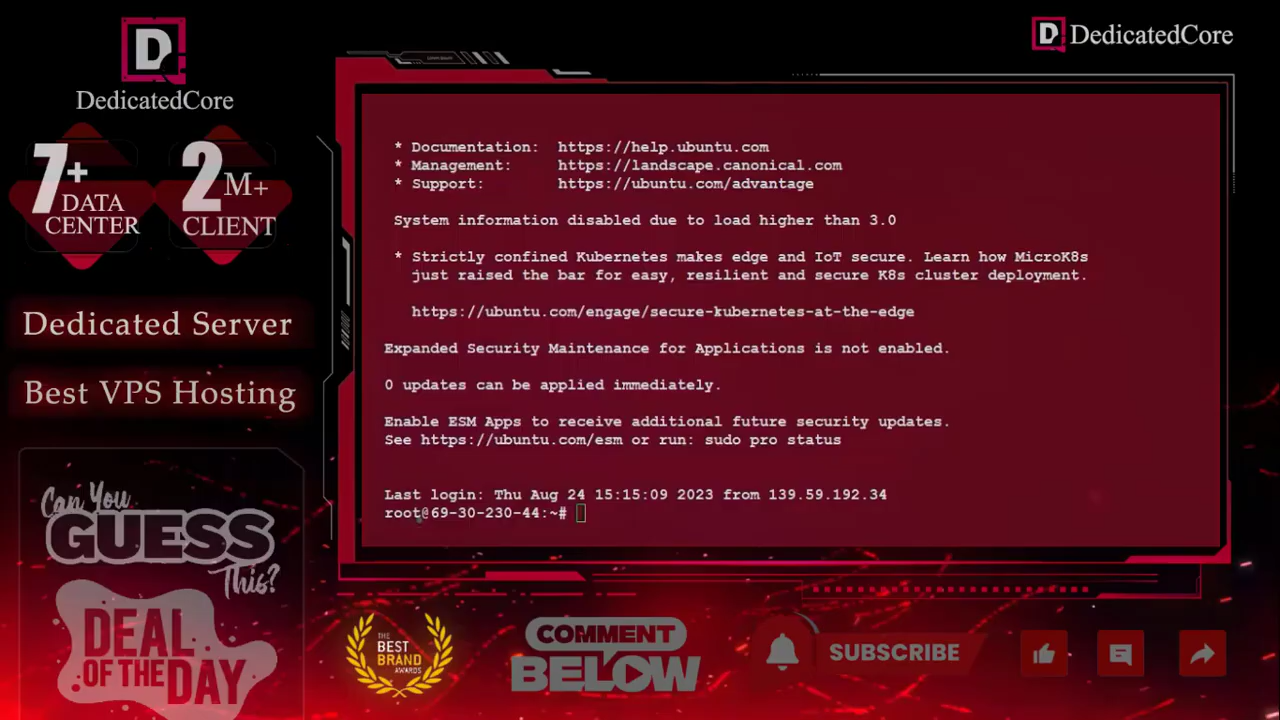 D
DedicatedCore
D DedicatedCore
7+
DATA
CENTER
2
M+
CLIENT
Dedicated Server
Best VPS Hosting
Can You
GUESS
This?
DEAL
OF THE
DAY
* Documentation: https://help.ubuntu.com
* Management: https://landscape.canonical.com
* Support: https://ubuntu.com/advantage
System information disabled due to load higher than 3.0
* Strictly confined Kubernetes makes edge and IoT secure. Learn how MicroK8s
just raised the bar for easy, resilient and secure K8s cluster deployment.
https://ubuntu.com/engage/secure-kubernetes-at-the-edge
Expanded Security Maintenance for Applications is not enabled.
0 updates can be applied immediately.
Enable ESM Apps to receive additional future security updates.
See https://ubuntu.com/esm or run: sudo pro status
Last login: Thu Aug 24 15:15:09 2023 from 139.59.192.34
root@69-30-230-44:~#
THE
BEST
BRAND
AWARDS
COMMENT
BELOW
SUBSCRIBE